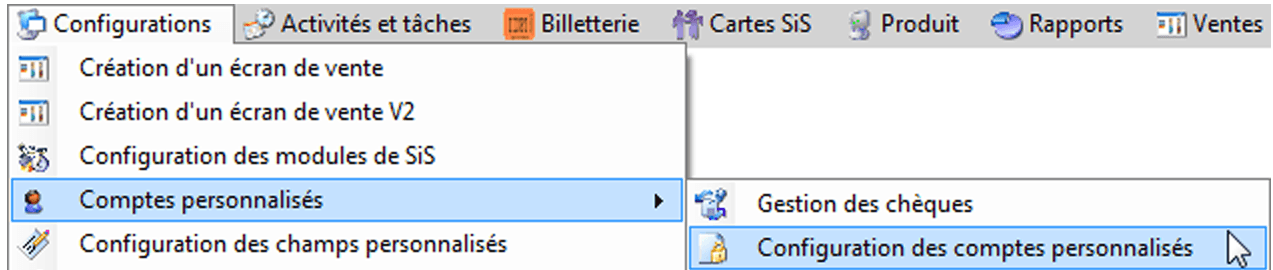 Configurations Activités et tâches Billetterie Cartes SiS Produit Rapports Ventes
Création d'un écran de vente
Création d'un écran de vente V2
Configuration des modules de SiS
Comptes personnalisés
Gestion des chèques
Configuration des champs personnalisés
Configuration des comptes personnalisés